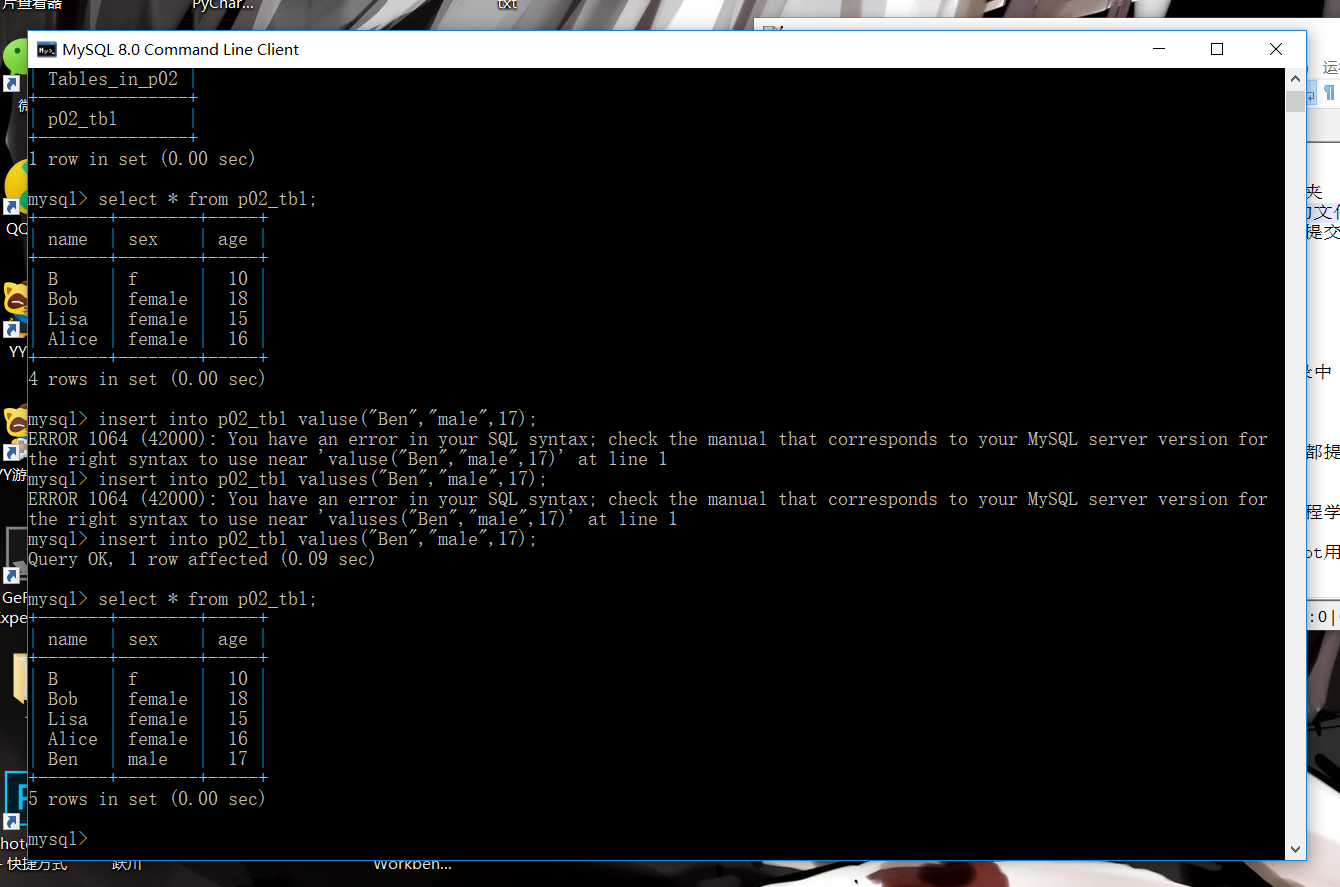 片查看器
PyChar...
txt
MySQL 8.0 Command Line Client
| Tables_in_p02 |
+---------------+
| p02_tbl       |
+---------------+
1 row in set (0.00 sec)
mysql> select * from p02_tbl;
+-------+--------+-----+
| name  | sex    | age |
+-------+--------+-----+
| B     | f      |  10 |
| Bob   | female |  18 |
| Lisa  | female |  15 |
| Alice | female |  16 |
+-------+--------+-----+
4 rows in set (0.00 sec)
mysql> insert into p02_tbl valuse("Ben","male",17);
ERROR 1064 (42000): You have an error in your SQL syntax; check the manual that corresponds to your MySQL server version for
the right syntax to use near 'valuse("Ben","male",17)' at line 1
mysql> insert into p02_tbl valuses("Ben","male",17);
ERROR 1064 (42000): You have an error in your SQL syntax; check the manual that corresponds to your MySQL server version for
the right syntax to use near 'valuses("Ben","male",17)' at line 1
mysql> insert into p02_tbl values("Ben","male",17);
Query OK, 1 row affected (0.09 sec)
mysql> select * from p02_tbl;
+-------+--------+-----+
| name  | sex    | age |
+-------+--------+-----+
| B     | f      |  10 |
| Bob   | female |  18 |
| Lisa  | female |  15 |
| Alice | female |  16 |
| Ben   | male   |  17 |
+-------+--------+-----+
5 rows in set (0.00 sec)
mysql>
微
YY
YY游
GeF
Expe
hoto
- 快捷方式
跃川
Workben...
运
夹
文件
提交
中
都提
程学
ot用
:0|